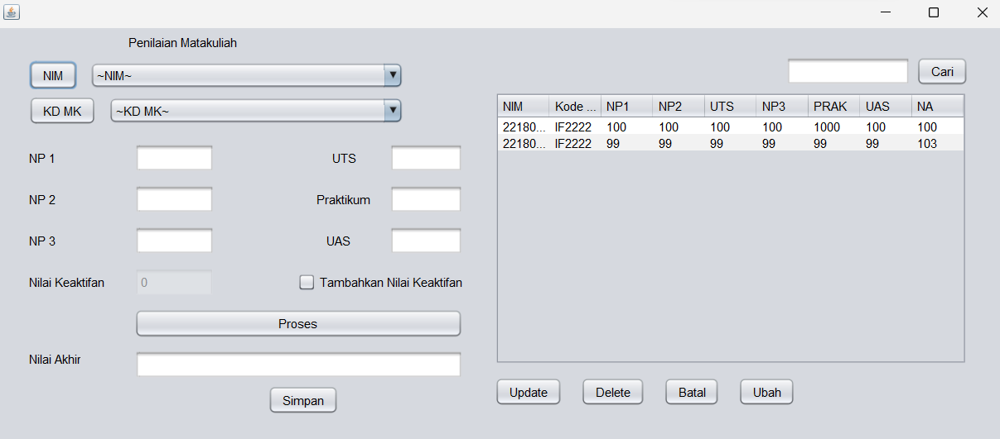 Penilaian Matakuliah
NIM ~NIM~
KD MK ~KD MK~
NP 1 UTS
NP 2 Praktikum
NP 3 UAS
Nilai Keaktifan 0 Tambahkan Nilai Keaktifan
Proses
Nilai Akhir
Simpan
Cari
NIM Kode ... NP1 NP2 UTS NP3 PRAK UAS NA
22180... IF2222 100 100 100 100 1000 100 100
22180... IF2222 99 99 99 99 99 99 103
Update Delete Batal Ubah